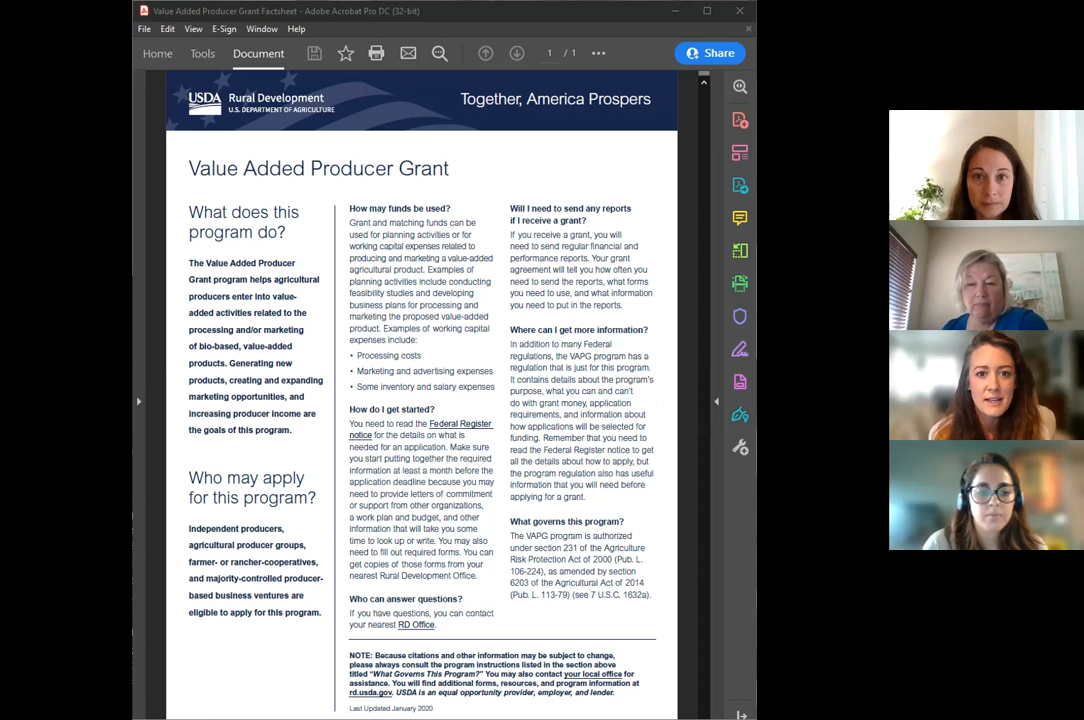 Value Added Producer Grant Factsheet - Adobe Acrobat Pro DC (32-bit)
File Edit View E-Sign Window Help
Home Tools Document 1 / 1 Share
USDA Rural Development
U.S. DEPARTMENT OF AGRICULTURE
Together, America Prospers
Value Added Producer Grant
What does this
program do?
The Value Added Producer
Grant program helps agricultural
producers enter into value-
added activities related to the
processing and/or marketing
of bio-based, value-added
products. Generating new
products, creating and expanding
marketing opportunities, and
increasing producer income are
the goals of this program.
Who may apply
for this program?
Independent producers,
agricultural producer groups,
farmer- or rancher-cooperatives,
and majority-controlled producer-
based business ventures are
eligible to apply for this program.
How may funds be used?
Grant and matching funds can be
used for planning activities or for
working capital expenses related to
producing and marketing a value-added
agricultural product. Examples of
planning activities include conducting
feasibility studies and developing
business plans for processing and
marketing the proposed value-added
product. Examples of working capital
expenses include:
• Processing costs
• Marketing and advertising expenses
• Some inventory and salary expenses
How do I get started?
You need to read the Federal Register
notice for the details on what is
needed for an application. Make sure
you start putting together the required
information at least a month before the
application deadline because you may
need to provide letters of commitment
or support from other organizations,
a work plan and budget, and other
information that will take you some
time to look up or write. You may also
need to fill out required forms. You can
get copies of those forms from your
nearest Rural Development Office.
Who can answer questions?
If you have questions, you can contact
your nearest RD Office.
Will I need to send any reports
if I receive a grant?
If you receive a grant, you will
need to send regular financial and
performance reports. Your grant
agreement will tell you how often you
need to send the reports, what forms
you need to use, and what information
you need to put in the reports.
Where can I get more information?
In addition to many Federal
regulations, the VAPG program has a
regulation that is just for this program.
It contains details about the program's
purpose, what you can and can't
do with grant money, application
requirements, and information about
how applications will be selected for
funding. Remember that you need to
read the Federal Register notice to get
all the details about how to apply, but
the program regulation also has useful
information that you will need before
applying for a grant.
What governs this program?
The VAPG program is authorized
under section 231 of the Agriculture
Risk Protection Act of 2000 (Pub. L.
106-224), as amended by section
6203 of the Agricultural Act of 2014
(Pub. L. 113-79) (see 7 U.S.C. 1632a).
NOTE: Because citations and other information may be subject to change,
please always consult the program instructions listed in the section above
titled "What Governs This Program?" You may also contact your local office for
assistance. You will find additional forms, resources, and program information at
rd.usda.gov. USDA is an equal opportunity provider, employer, and lender.
Last Updated January 2020